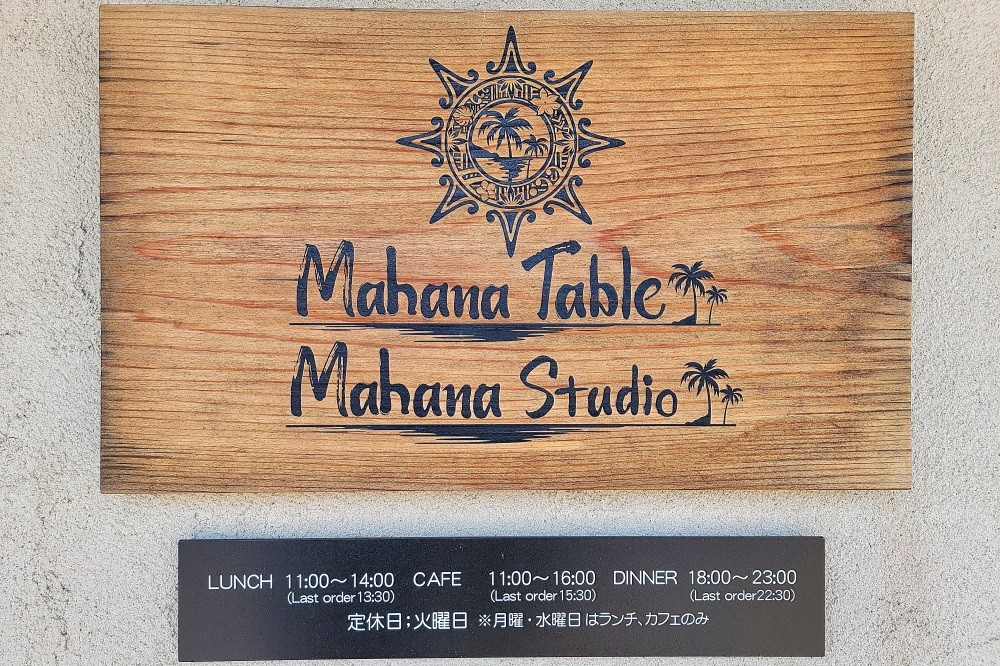 Mahana Table
Mahana Studio
LUNCH 11:00～14:00 CAFE 11:00～16:00 DINNER 18:00～23:00
(Last order13:30) (Last order15:30) (Last order22:30)
定休日；火曜日 ※月曜・水曜日はランチ、カフェのみ